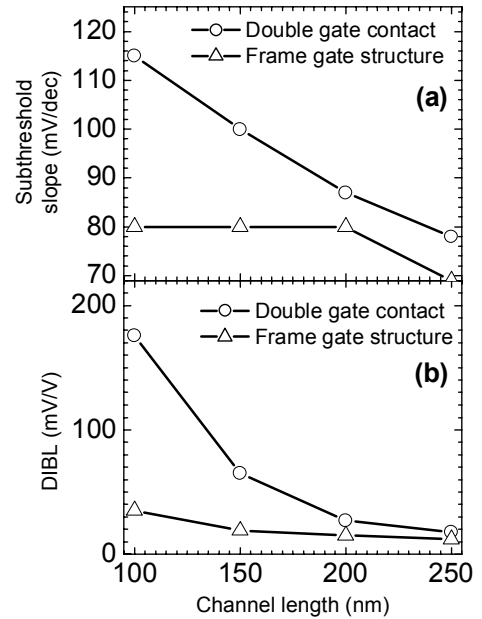 120
110
100
90
80
70
Subthreshold
slope (mV/dec)
Double gate contact
Frame gate structure
(a)
200
100
0
DIBL (mV/V)
Double gate contact
Frame gate structure
(b)
100 150 200 250
Channel length (nm)